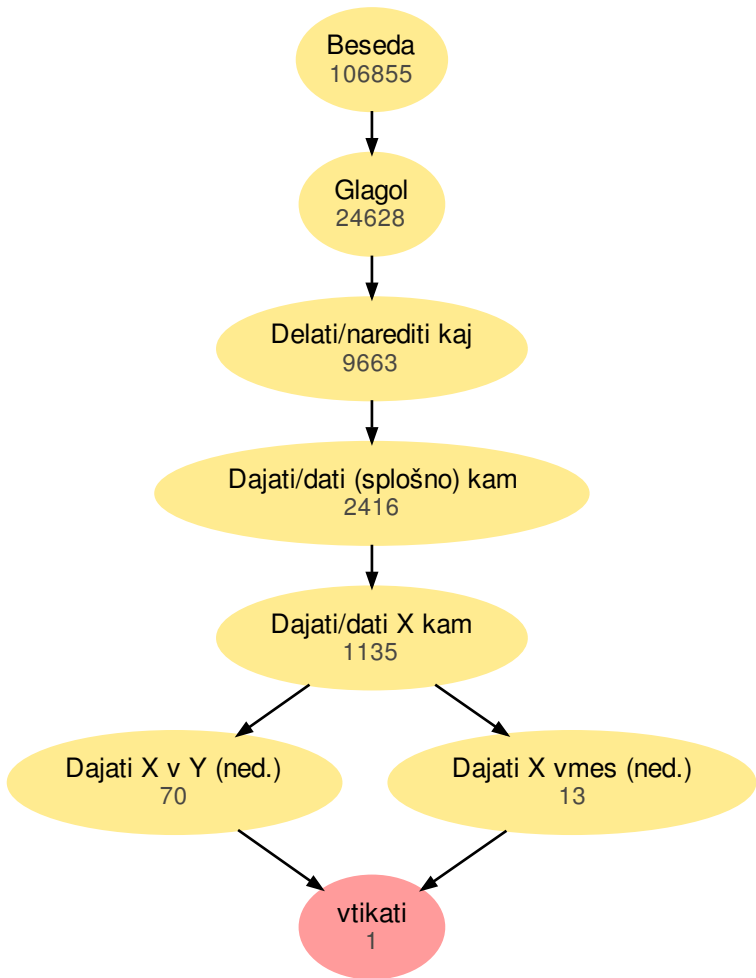 Beseda
106855
Glagol
24628
Delati/narediti kaj
9663
Dajati/dati (splošno) kam
2416
Dajati/dati X kam
1135
Dajati X v Y (ned.)
70
Dajati X vmes (ned.)
13
vtikati
1